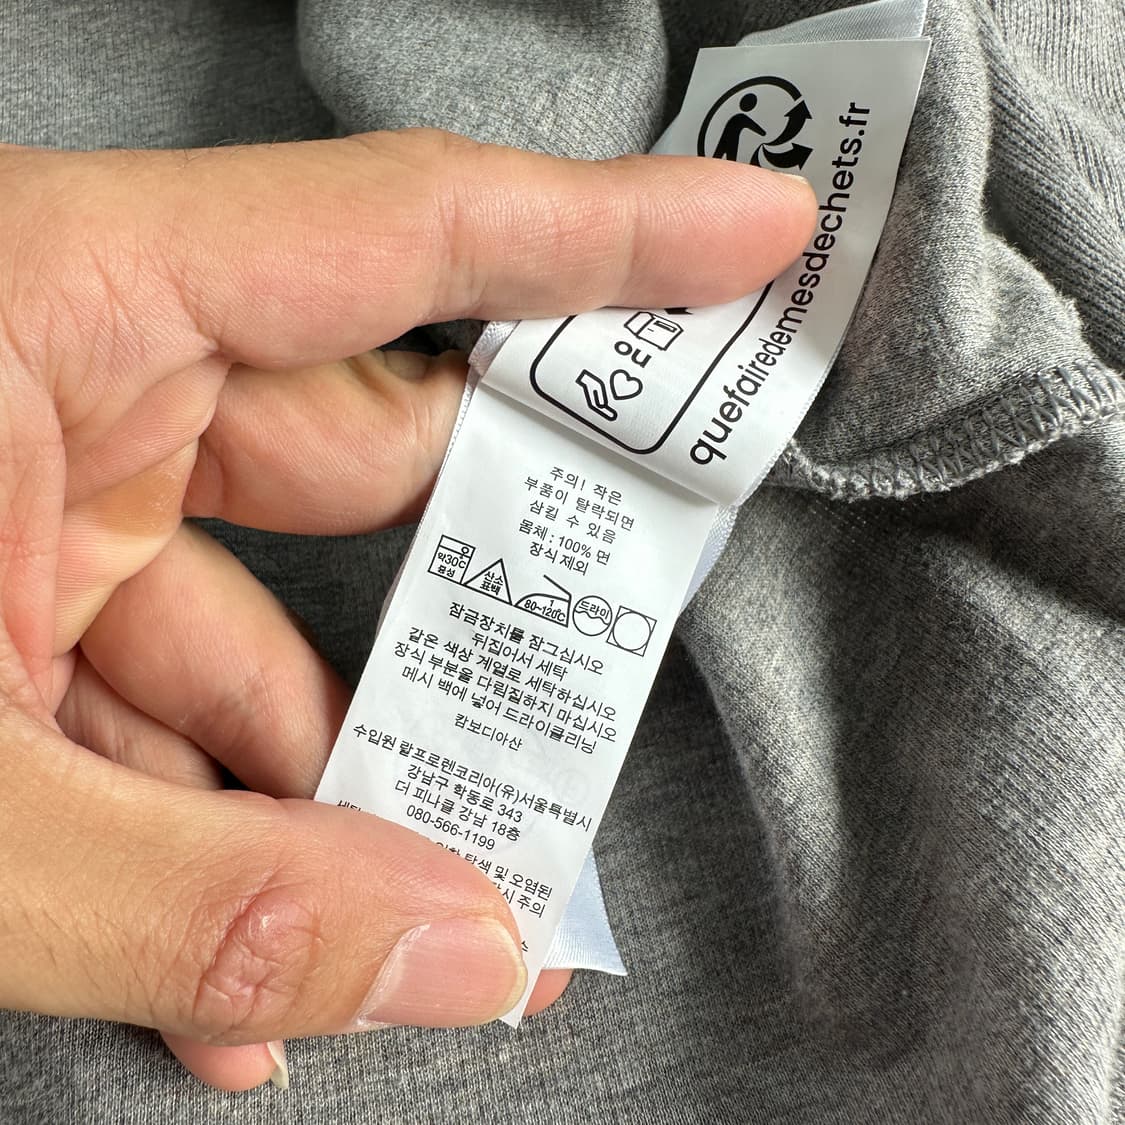 quefairedemesdechets.fr
주의! 작은
부품이 탈락되면
삼킬 수 있음
몸체 : 100% 면
장식 제외
약30℃
중성
산소
표백
80~120℃
드라이
잠금장치를 잠그십시오
뒤집어서 세탁
같은 색상 계열로 세탁하십시오
장식 부분을 다림질하지 마십시오
메시 백에 넣어 드라이클리닝
캄보디아산
수입원 랄프로렌코리아(유)서울특별시
강남구 학동로 343
더 피나클 강남 18층
080-566-1199
탈색 및 오염된
주의